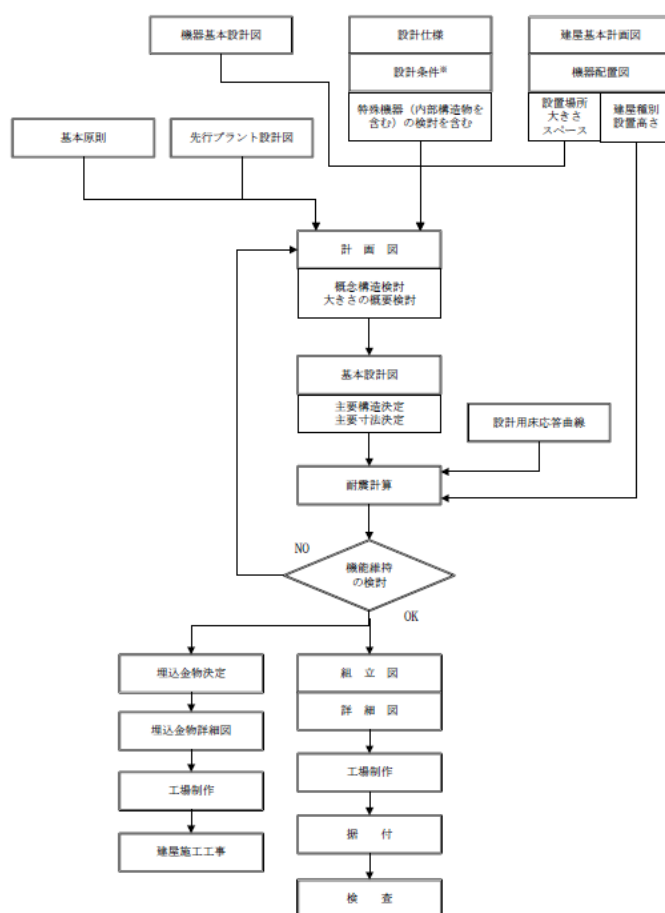 機器基本設計図
設計仕様
設計条件※
特殊機器（内部構造物を
含む）の検討を含む
建屋基本計画図
機器配置図
設置場所
大きさ
スペース
建屋種別
設置高さ
基本原則
先行プラント設計図
計 画 図
概念構造検討
大きさの概要検討
基本設計図
主要構造決定
主要寸法決定
設計用床応答曲線
耐震計算
NO
機能維持
の検討
OK
埋込金物決定
組 立 図
詳 細 図
埋込金物詳細図
工場制作
工場制作
建屋施工工事
据 付
検 査